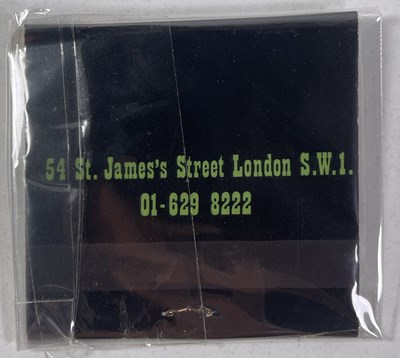 54 St. James's Street London S.W.1.
01-629 8222